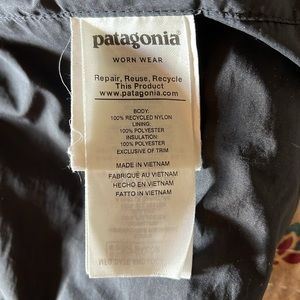 patagonia
WORN WEAR
Repair, Reuse, Recycle
This Product
www.patagonia.com
BODY:
100% RECYCLED NYLON
LINING:
100% POLYESTER
INSULATION:
100% POLYESTER
EXCLUSIVE OF TRIM
MADE IN VIETNAM
FABRIQUÉ AU VIETNAM
HECHO EN VIETNAM
FATTO IN VIETNAM